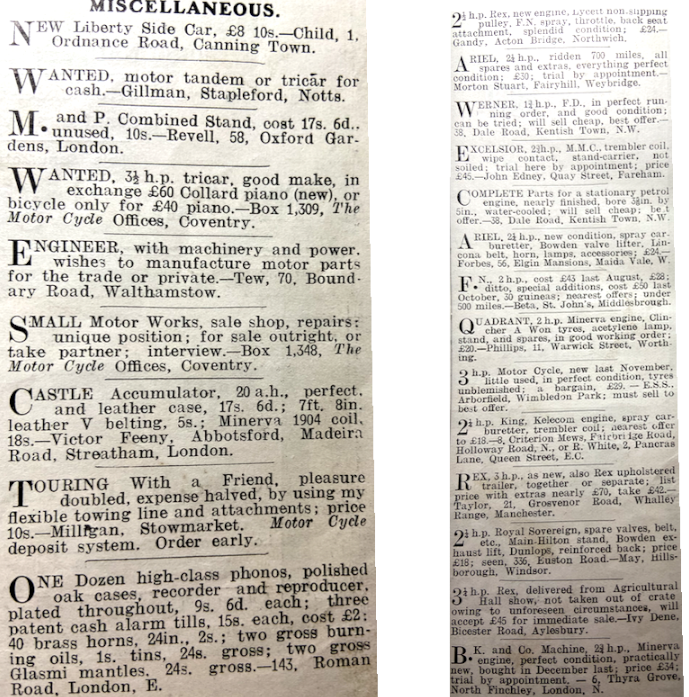 MISCELLANEOUS.
NEW Liberty Side Car, £8 10s.—Child, 1,
Ordnance Road, Canning Town.
WANTED, motor tandem or tricar for
cash.—Gillman, Stapleford, Notts.
M. and P. Combined Stand, cost 17s. 6d.,
unused, 10s.—Revell, 58, Oxford Gar-
dens, London.
WANTED, 3½ h.p. tricar, good make, in
exchange £60 Collard piano (new), or
bicycle only for £40 piano.—Box 1,309, The
Motor Cycle Offices, Coventry.
ENGINEER, with machinery and power,
wishes to manufacture motor parts
for the trade or private.—Tew, 70, Bound-
ary Road, Walthamstow.
SMALL Motor Works, sale shop, repairs:
unique position; for sale outright, or
take partner; interview.—Box 1,348, The
Motor Cycle Offices, Coventry.
CASTLE Accumulator, 20 a.h., perfect,
and leather case, 17s. 6d.; 7ft. 8in.
leather V belting, 5s.; Minerva 1904 coil,
18s.—Victor Feeny, Abbotsford, Madeira
Road, Streatham, London.
TOURING With a Friend, pleasure
doubled, expense halved, by using my
flexible towing line and attachments; price
10s.—Milligan, Stowmarket. Motor Cycle
deposit system. Order early.
ONE Dozen high-class phonos, polished
oak cases, recorder and reproducer,
plated throughout, 9s. 6d. each; three
patent cash alarm tills, 15s. each, cost £2;
40 brass horns, 24in., 2s.; two gross burn-
ing oils, 1s. tins, 24s. gross; two gross
Glasmi mantles, 24s. gross.—143, Roman
Road, London, E.
2½ h.p. Rex, new engine, Lycett non-slipping
pulley, F.N. spray, throttle, back seat
attachment, splendid condition; £24.—
Gandy, Acton Bridge, Northwich.
ARIEL, 2½ h.p., ridden 700 miles, all
spares and extras, everything perfect
condition; £30; trial by appointment.—
Morton Stuart, Fairyhill, Weybridge.
WERNER, 1¾ h.p., F.D., in perfect run-
ning order, and good condition;
can be tried; will sell cheap, best offer.—
38, Dale Road, Kentish Town, N.W.
EXCELSIOR, 2¾ h.p., M.M.C., trembler coil,
wipe contact, stand-carrier, not
soiled; trial here by appointment; price
£45.—John Edney, Quay Street, Fareham.
COMPLETE Parts for a stationary petrol
engine, nearly finished, bore by
5in., water-cooled; will sell cheap; best
offer.—38, Dale Road, Kentish Town, N.W.
ARIEL, 2½ h.p., new condition, spray car-
buretter, Bowden valve lifter, Lin-
cona belt, horn, lamps, accessories; £24.—
Forbes, 56, Elgin Mansions, Maida Vale, W.
F. N., 2 h.p., cost £43 last August, £28;
ditto, special additions, cost £50 last
October, 30 guineas; nearest offers; under
500 miles.—Beta, St. John's, Middlesbrough.
QUADRANT, 2 h.p. Minerva engine, Clin-
cher A Won tyres, acetylene lamp,
stand, and spares, in good working order;
£20.—Phillips, 11, Warwick Street, Worth-
ing.
3 h.p. Motor Cycle, new last November,
little used, in perfect condition, tyres
unblemished; a bargain, £29.—E.S.S.,
Arborfield, Wimbledon Park; must sell to
best offer.
2½ h.p. King, Kelecom engine, spray car-
buretter, trembler coil; nearest offer
to £18.—8, Criterion Mews, Fairbridge Road,
Holloway Road, N., or R. White, 2, Pancras
Lane, Queen Street, E.C.
REX, 3 h.p., as new, also Rex upholstered
trailer, together or separate; list
price with extras nearly £70, take £42.—
Taylor, 21, Grosvenor Road, Whalley
Range, Manchester.
2½ h.p. Royal Sovereign, spare valves, belt,
etc., Main-Hilton stand, Bowden ex-
haust lift, Dunlops, reinforced back; price
£18; seen, 336, Euston Road.—May, Hills-
borough, Windsor.
3½ h.p. Rex, delivered from Agricultural
Hall show, not taken out of crate
owing to unforeseen circumstances, will
accept £45 for immediate sale.—Ivy Dene,
Bicester Road, Aylesbury.
B. K. and Co. Machine, 2¾ h.p., Minerva
engine, perfect condition, practically
new, bought in December last; price £34;
trial by appointment. — 6, Thyra Grove,
North Finchley, London, N.